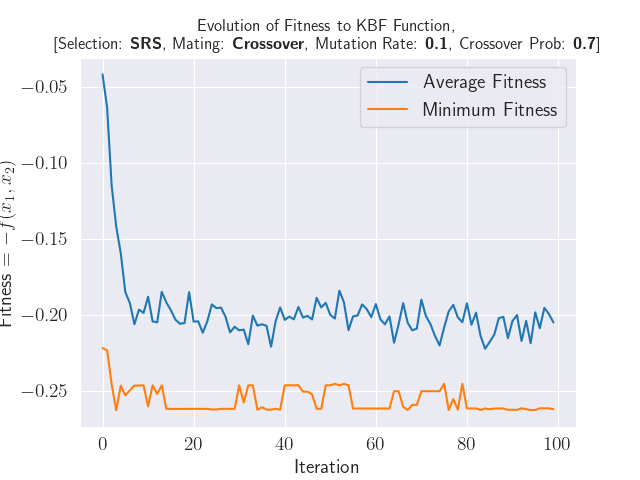 Evolution of Fitness to KBF Function,
[Selection: SRS, Mating: Crossover, Mutation Rate: 0.1, Crossover Prob: 0.7]
Average Fitness
Minimum Fitness
−0.05
−0.10
−0.15
−0.20
−0.25
Fitness = −f(x₁, x₂)
0 20 40 60 80 100
Iteration